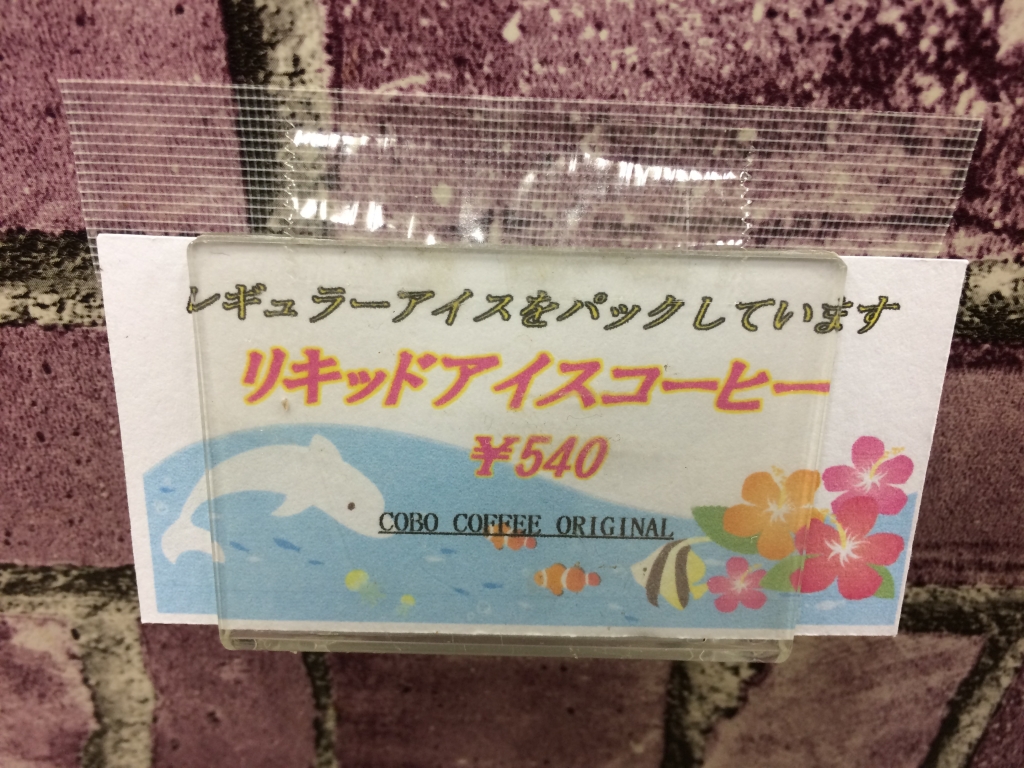 レギュラーアイスをパックしています
リキッドアイスコーヒー
¥540
COBO COFFEE ORIGINAL